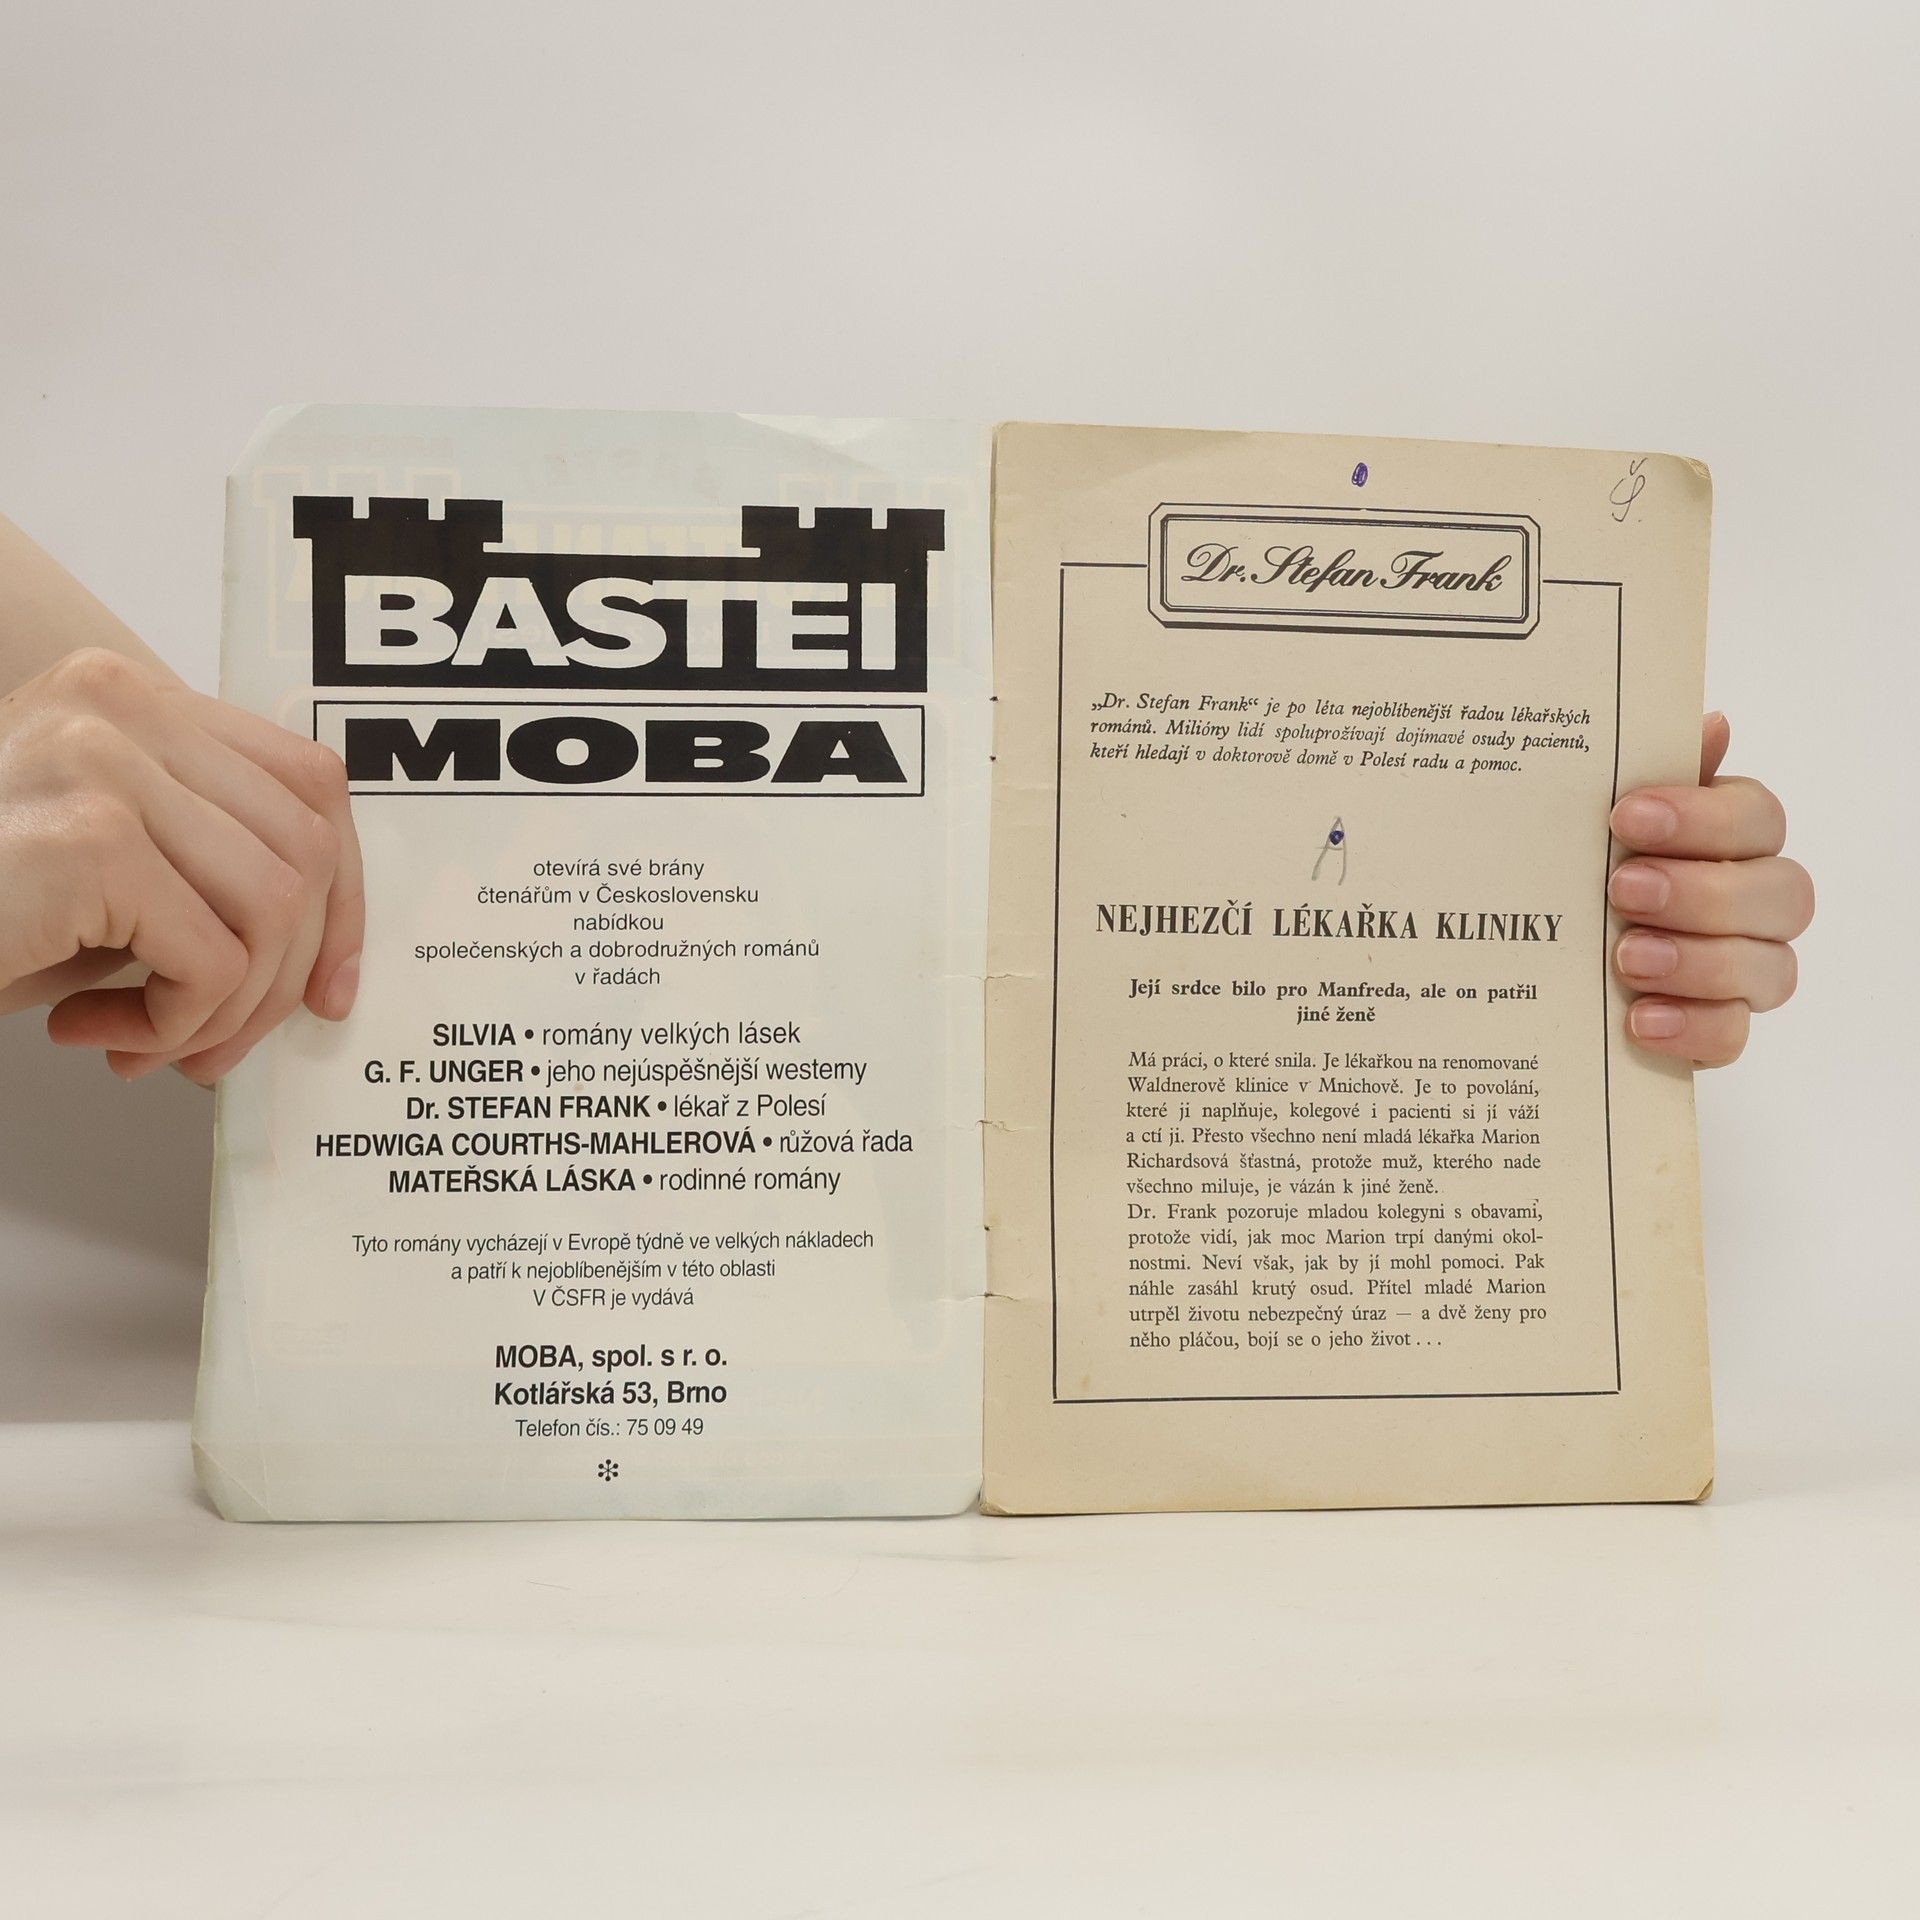 BASTEI
MOBA
otevírá své brány
čtenářům v Československu
nabídkou
společenských a dobrodružných románů
v řadách
SILVIA • romány velkých lásek
G. F. UNGER • jeho nejúspěšnější westerny
Dr. STEFAN FRANK • lékař z Polesí
HEDWIGA COURTHS-MAHLEROVÁ • růžová řada
MATEŘSKÁ LÁSKA • rodinné romány
Tyto romány vycházejí v Evropě týdně ve velkých nákladech
a patří k nejoblíbenějším v této oblasti
V ČSFR je vydává
MOBA, spol. s r. o.
Kotlářská 53, Brno
Telefon čís.: 75 09 49
*
Š.
Dr. Stefan Frank
„Dr. Stefan Frank“ je po léta nejoblíbenější řadou lékařských
románů. Milióny lidí spoluprožívají dojímavé osudy pacientů,
kteří hledají v doktorově domě v Polesí radu a pomoc.
A
NEJHEZČÍ LÉKAŘKA KLINIKY
Její srdce bilo pro Manfreda, ale on patřil
jiné ženě
Má práci, o které snila. Je lékařkou na renomované
Waldnerově klinice v Mnichově. Je to povolání,
které ji naplňuje, kolegové i pacienti si jí váží
a ctí ji. Přesto všechno není mladá lékařka Marion
Richardsová šťastná, protože muž, kterého nade
všechno miluje, je vázán k jiné ženě.
Dr. Frank pozoruje mladou kolegyni s obavami,
protože vidí, jak moc Marion trpí danými okol-
nostmi. Neví však, jak by jí mohl pomoci. Pak
náhle zasáhl krutý osud. Přítel mladé Marion
utrpěl životu nebezpečný úraz — a dvě ženy pro
něho pláčou, bojí se o jeho život...